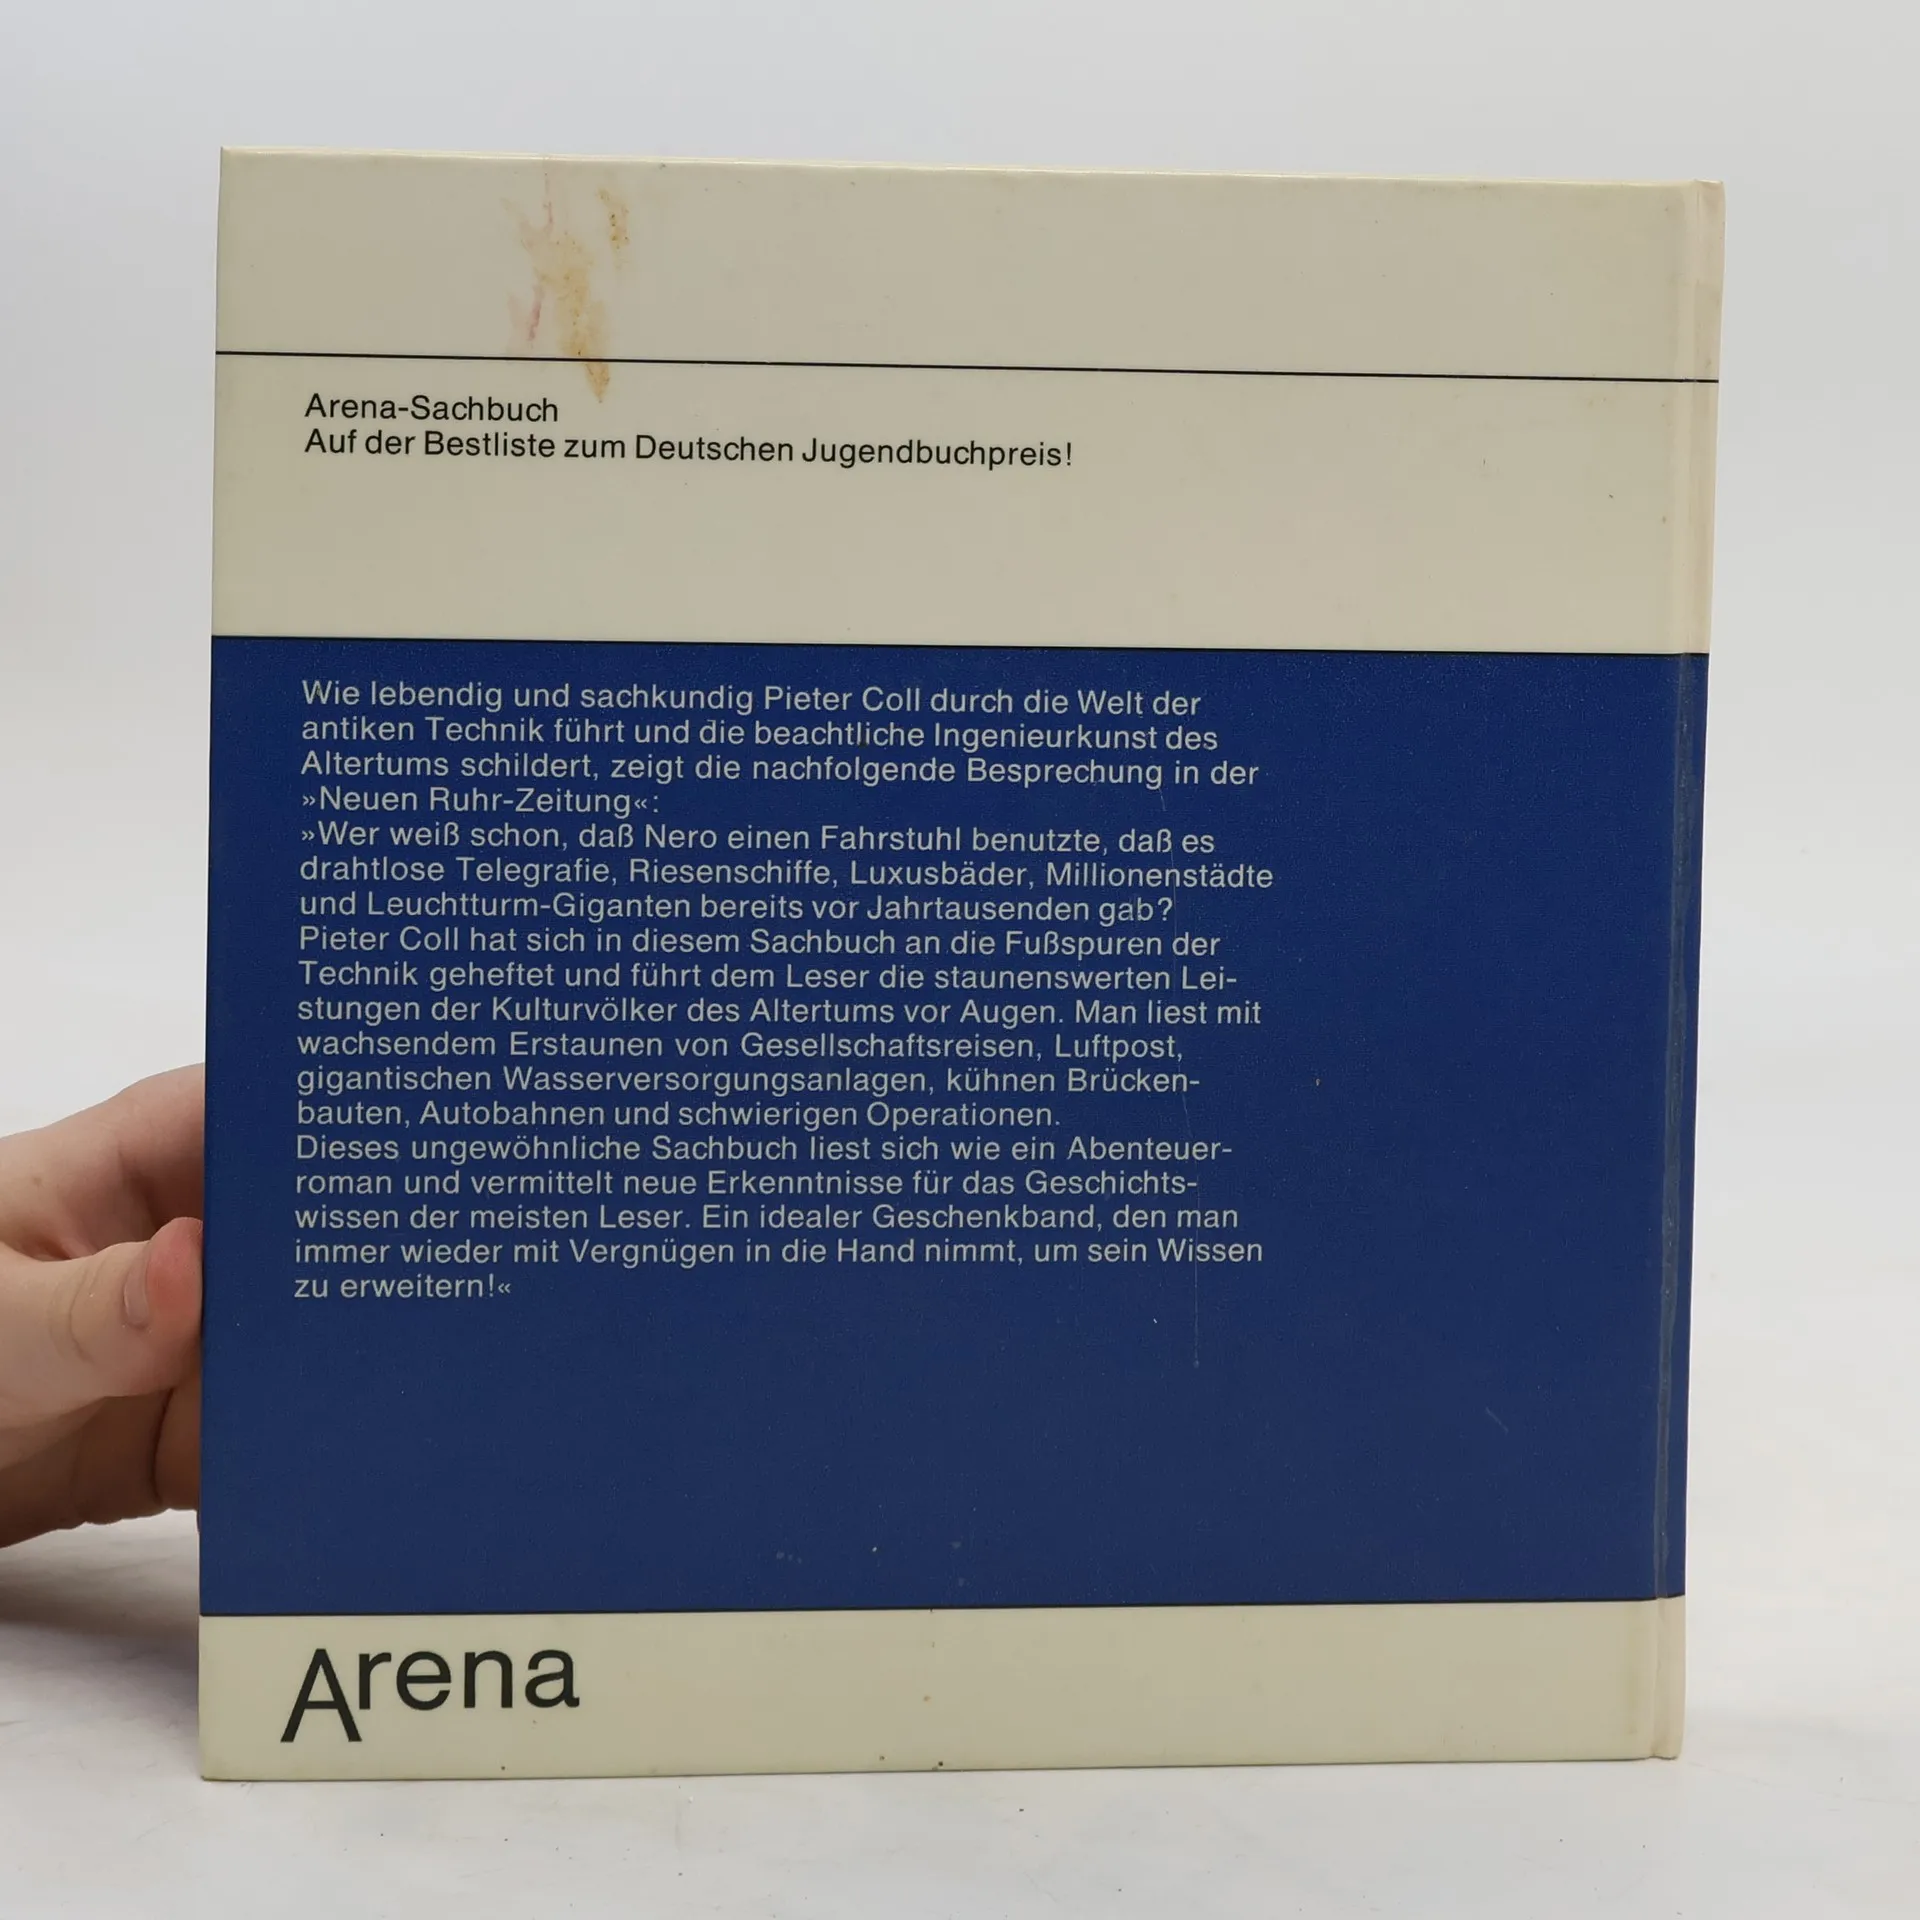 Arena-Sachbuch
Auf der Bestliste zum Deutschen Jugendbuchpreis!
Wie lebendig und sachkundig Pieter Coll durch die Welt der
antiken Technik führt und die beachtliche Ingenieurkunst des
Altertums schildert, zeigt die nachfolgende Besprechung in der
»Neuen Ruhr-Zeitung«:
»Wer weiß schon, daß Nero einen Fahrstuhl benutzte, daß es
drahtlose Telegrafie, Riesenschiffe, Luxusbäder, Millionenstädte
und Leuchtturm-Giganten bereits vor Jahrtausenden gab?
Pieter Coll hat sich in diesem Sachbuch an die Fußspuren der
Technik geheftet und führt dem Leser die staunenswerten Lei-
stungen der Kulturvölker des Altertums vor Augen. Man liest mit
wachsendem Erstaunen von Gesellschaftsreisen, Luftpost,
gigantischen Wasserversorgungsanlagen, kühnen Brücken-
bauten, Autobahnen und schwierigen Operationen.
Dieses ungewöhnliche Sachbuch liest sich wie ein Abenteuer-
roman und vermittelt neue Erkenntnisse für das Geschichts-
wissen der meisten Leser. Ein idealer Geschenkband, den man
immer wieder mit Vergnügen in die Hand nimmt, um sein Wissen
zu erweitern!«
Arena